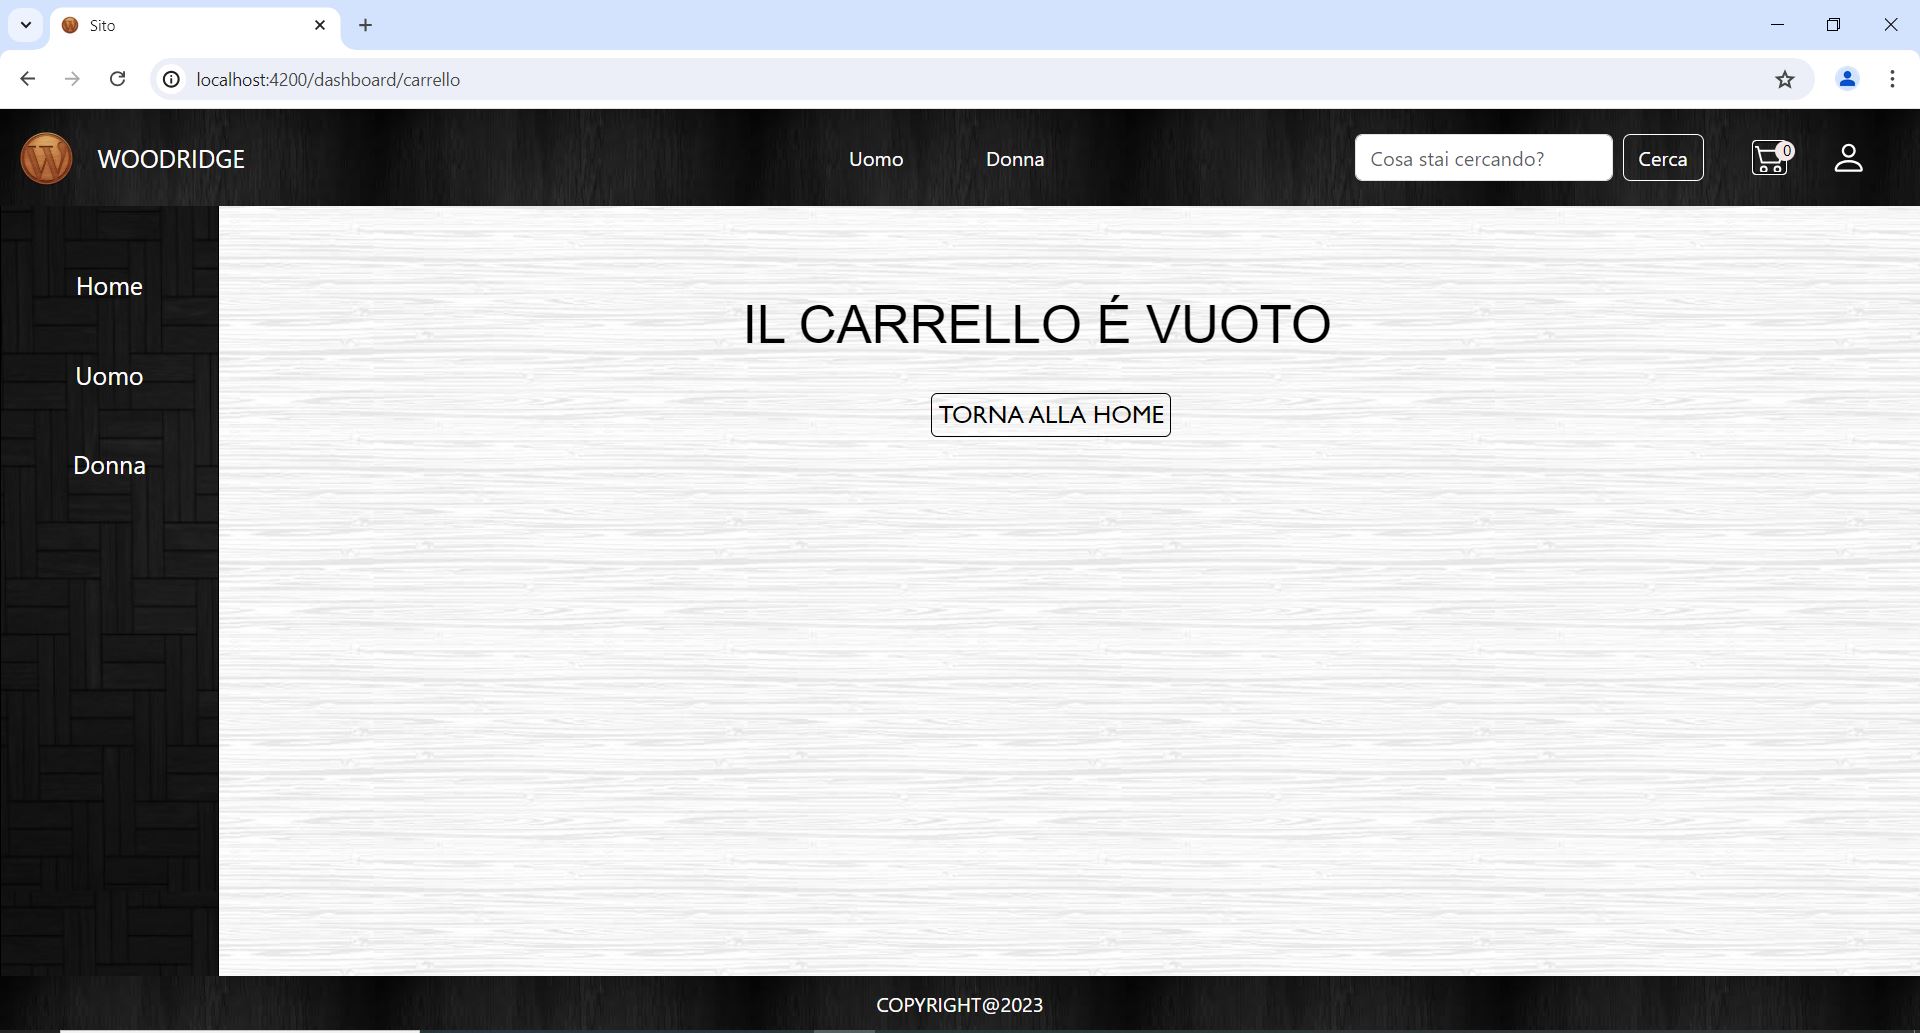 Sito
localhost:4200/dashboard/carrello
WOODRIDGE
Uomo
Donna
Cosa stai cercando?
Cerca
0
Home
Uomo
Donna
IL CARRELLO É VUOTO
TORNA ALLA HOME
COPYRIGHT@2023